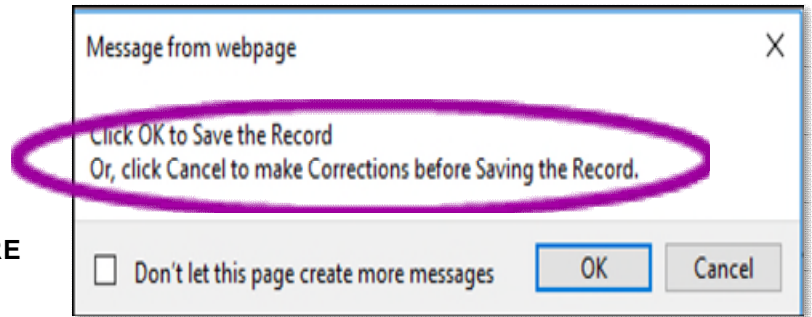 Message from webpage X
Click OK to Save the Record
Or, click Cancel to make Corrections before Saving the Record.
RE
Don't let this page create more messages OK Cancel